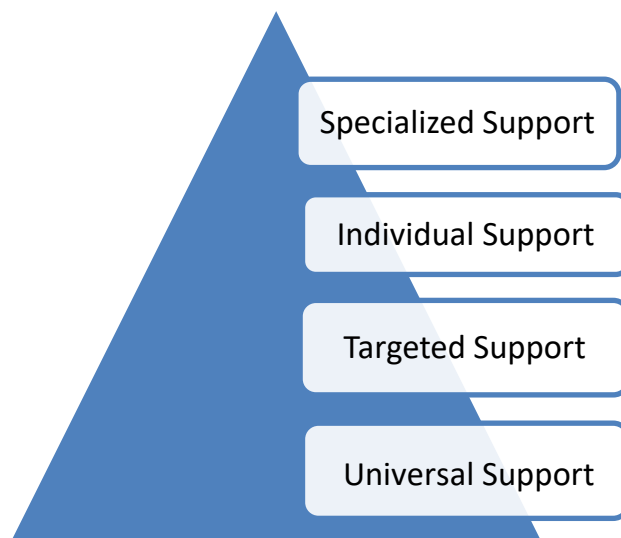 Specialized Support
Individual Support
Targeted Support
Universal Support